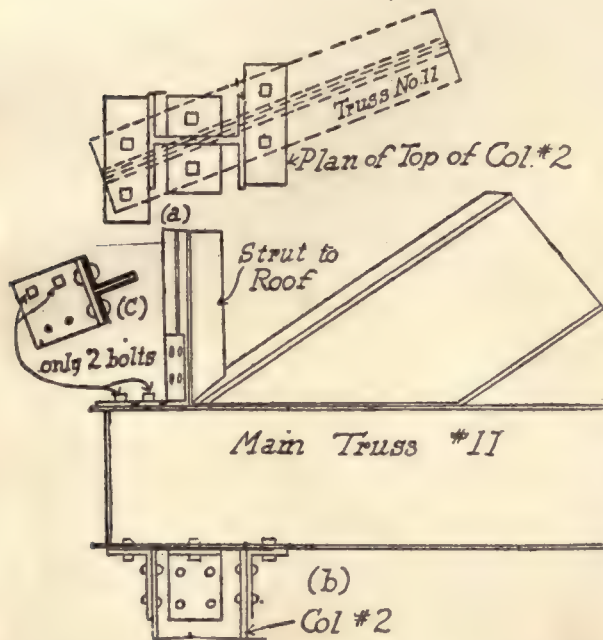 Truss No. 11
Plan of Top of Col. #2
(a)
Strut to
Roof
(c)
only 2 bolts
Main Truss #11
(b)
Col #2